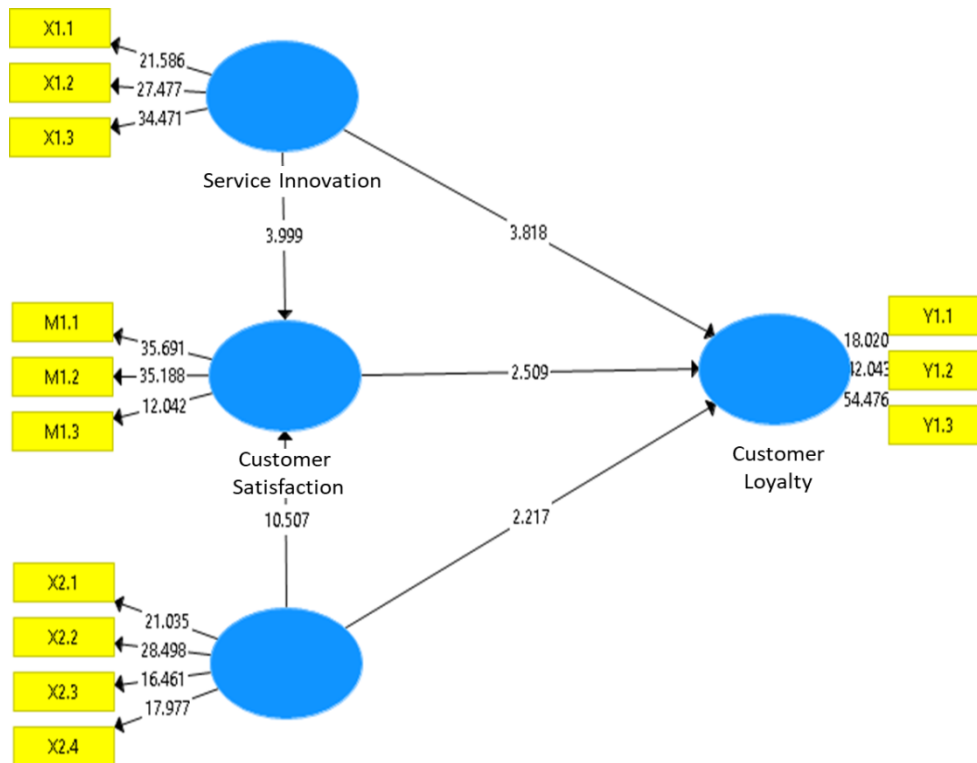 X1.1
21.586
X1.2
27.477
X1.3
34.471
Service Innovation
3.999
3.818
M1.1
35.691
M1.2
35.188
M1.3
12.042
2.509
Y1.1
18.020
Y1.2
42.043
54.476
Y1.3
Customer
Satisfaction
Customer
Loyalty
10.507
2.217
X2.1
21.035
X2.2
28.498
X2.3
16.461
17.977
X2.4